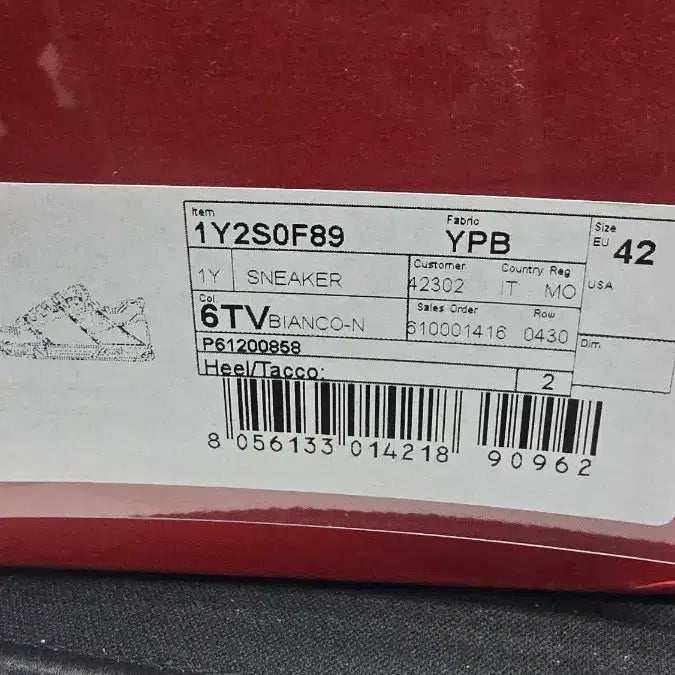 Item
1Y2S0F89
Fabric
YPB
Size
EU 42
USA
1Y SNEAKER
Customer
42302
Country Reg
IT MO
Col.
6TV BIANCO-N
Sales Order
610001416
Row
0430
Dim.
P61200858
Heel/Tacco:
2
8 056133 014218 90962